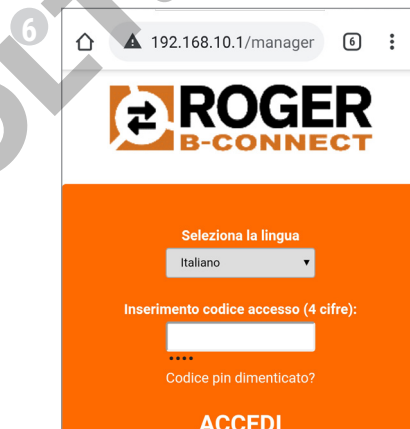 6
192.168.10.1/manager
6
ROGER
B-CONNECT
Seleziona la lingua
Italiano
Inserimento codice accesso (4 cifre):
Codice pin dimenticato?
ACCEDI